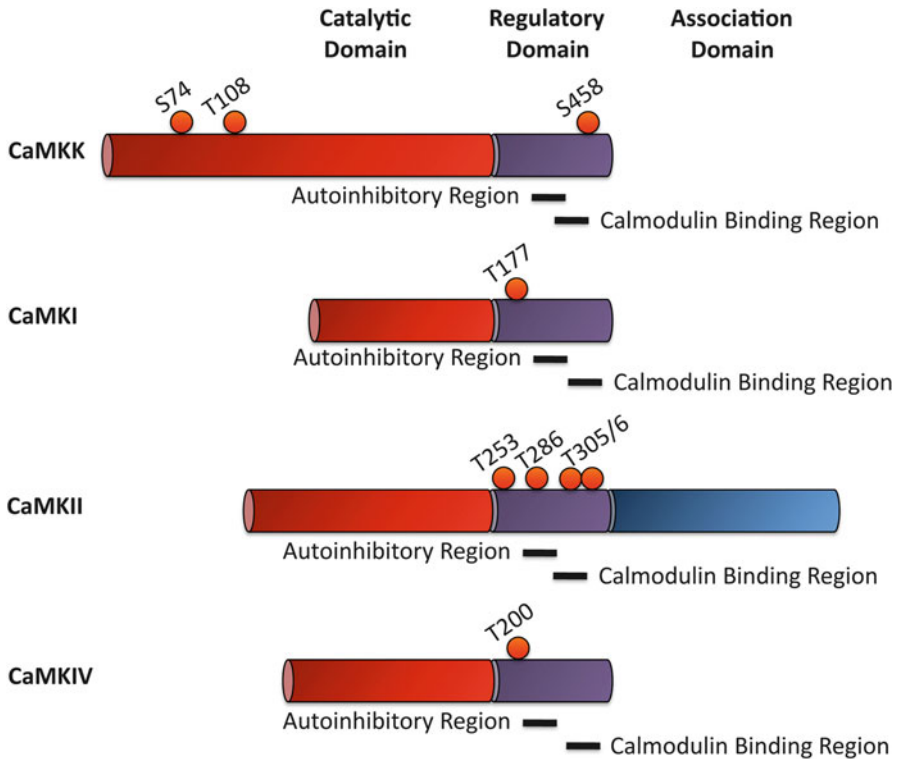 Catalytic Domain
Regulatory Domain
Association Domain
S74
T108
S458
CaMKK
Autoinhibitory Region
Calmodulin Binding Region
T177
CaMKI
Autoinhibitory Region
Calmodulin Binding Region
T253
T286
T305/6
CaMKII
Autoinhibitory Region
Calmodulin Binding Region
T200
CaMKIV
Autoinhibitory Region
Calmodulin Binding Region